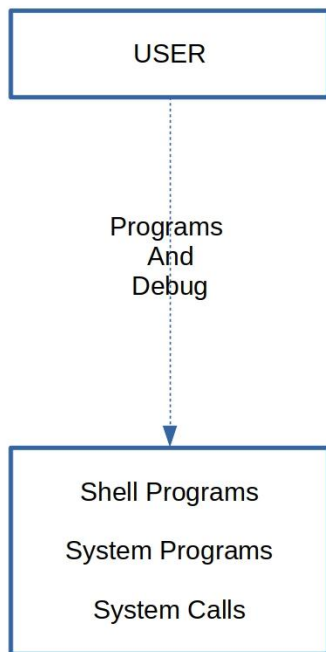 USER
Programs
And
Debug
Shell Programs
System Programs
System Calls